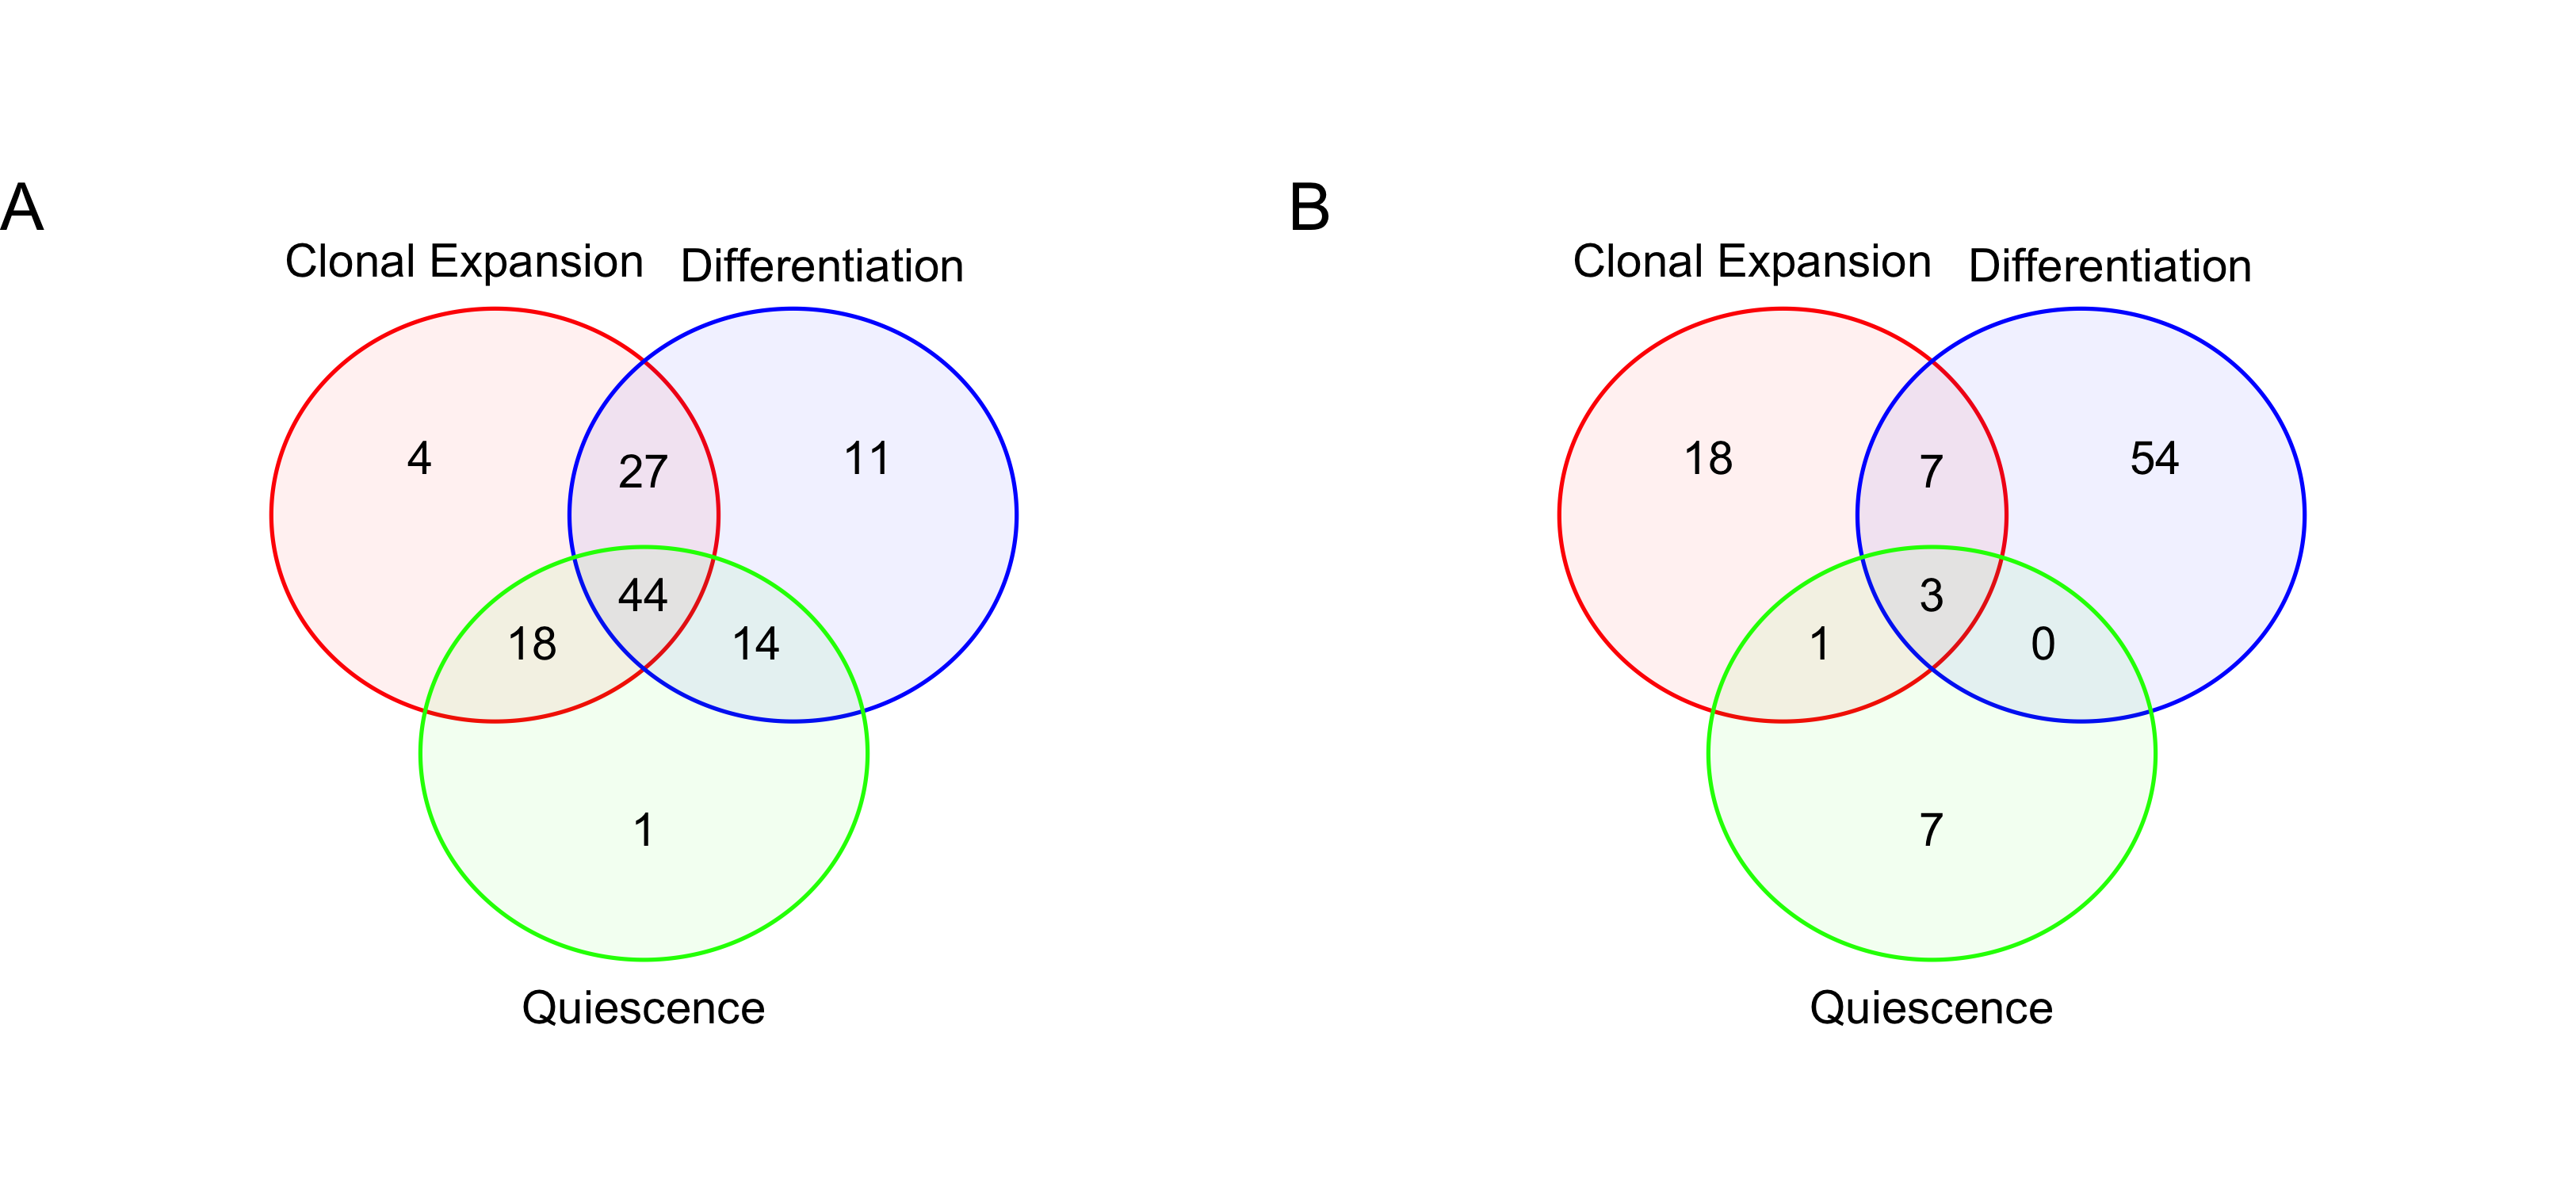 A
Clonal Expansion Differentiation
4
27
11
44
18
14
1
Quiescence
B
Clonal Expansion Differentiation
18
7
54
3
1
0
7
Quiescence